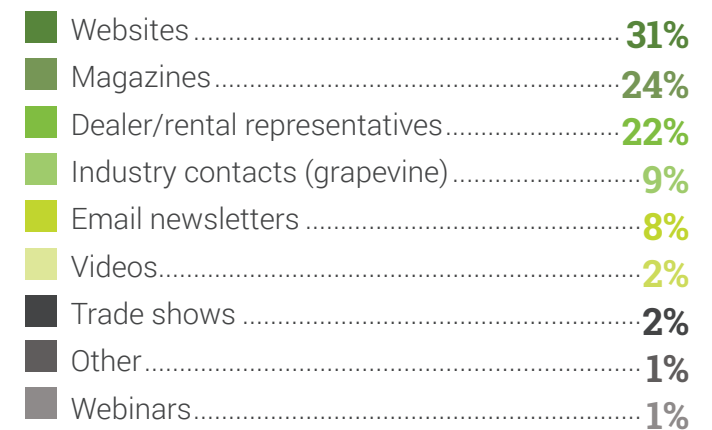 Websites 31%
Magazines 24%
Dealer/rental representatives 22%
Industry contacts (grapevine) 9%
Email newsletters 8%
Videos 2%
Trade shows 2%
Other 1%
Webinars 1%